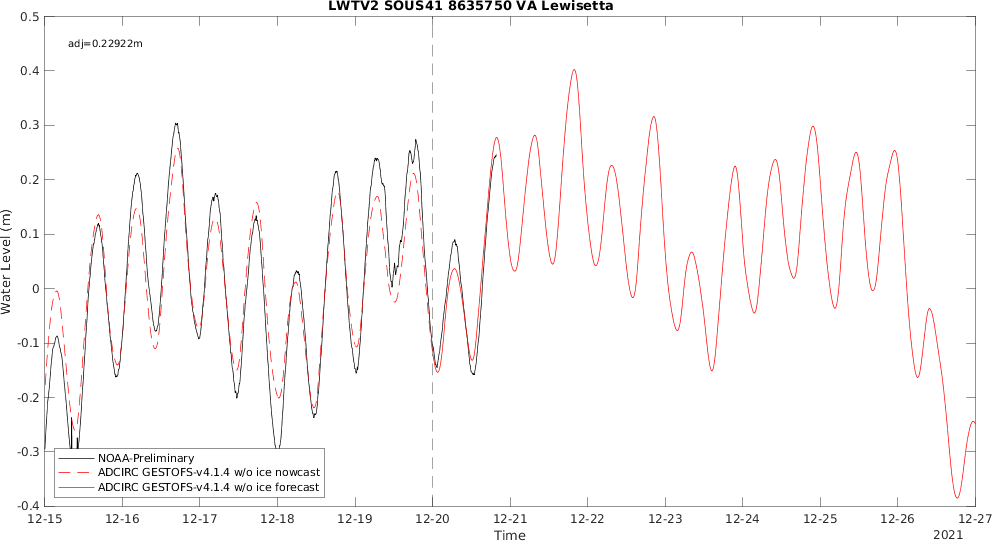 LWTV2 SOUS41 8635750 VA Lewisetta
adj=0.22922m
0.5
0.4
0.3
0.2
0.1
0
-0.1
-0.2
-0.3
-0.4
Water Level (m)
NOAA-Preliminary
ADCIRC GESTOFS-v4.1.4 w/o ice nowcast
ADCIRC GESTOFS-v4.1.4 w/o ice forecast
12-15 12-16 12-17 12-18 12-19 12-20 12-21 12-22 12-23 12-24 12-25 12-26 12-27
Time
2021